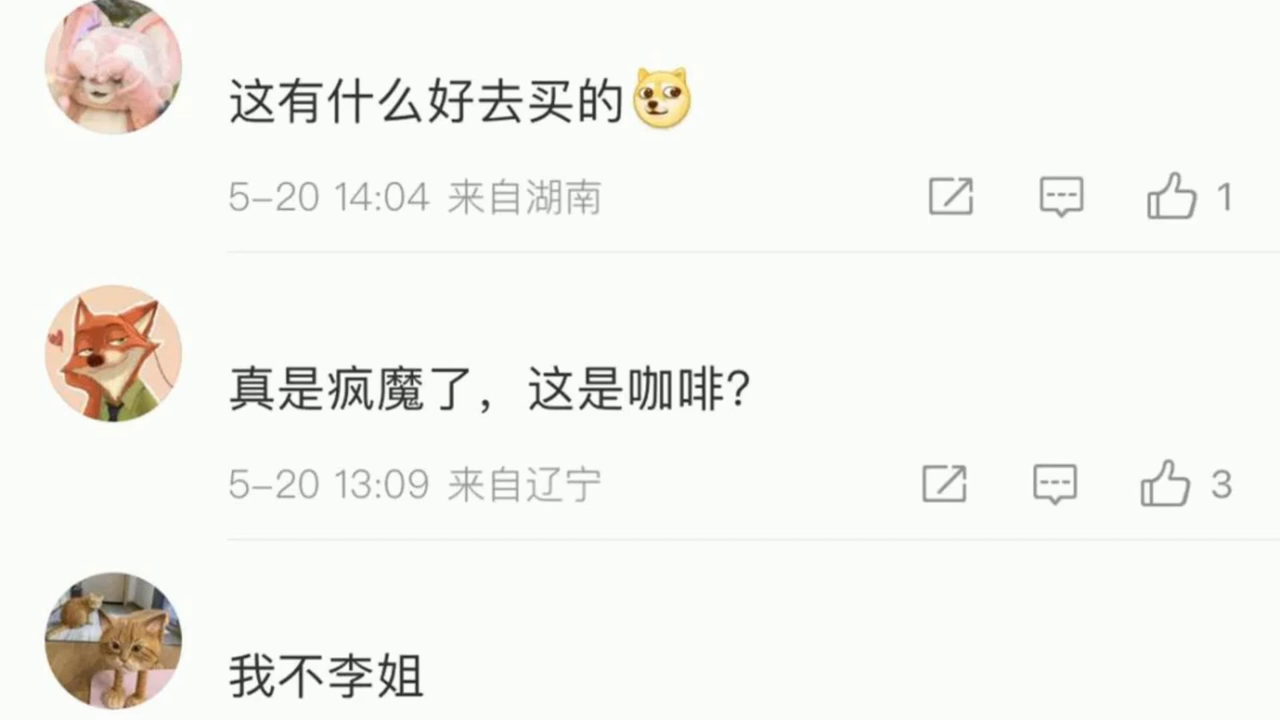 这有什么好去买的
5-20 14:04 来自湖南
1
真是疯魔了，这是咖啡?
5-20 13:09 来自辽宁
3
我不李姐